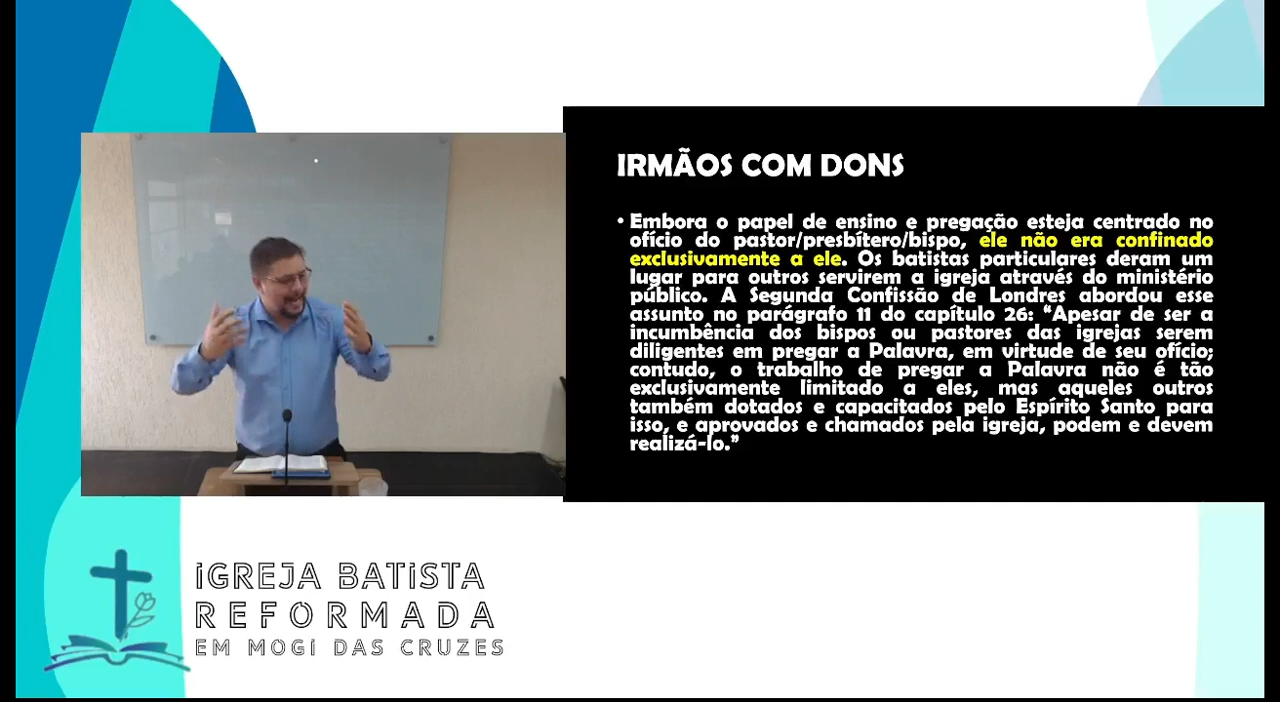 IRMÃOS COM DONS
• Embora o papel de ensino e pregação esteja centrado no
ofício do pastor/presbítero/bispo, ele não era confinado
exclusivamente a ele. Os batistas particulares deram um
lugar para outros servirem a igreja através do ministério
público. A Segunda Confissão de Londres abordou esse
assunto no parágrafo 11 do capítulo 26: “Apesar de ser a
incumbência dos bispos ou pastores das igrejas serem
diligentes em pregar a Palavra, em virtude de seu ofício;
contudo, o trabalho de pregar a Palavra não é tão
exclusivamente limitado a eles, mas aqueles outros
também dotados e capacitados pelo Espírito Santo para
isso, e aprovados e chamados pela igreja, podem e devem
realizá-lo.”
IGREJA BATISTA
REFORMADA
EM MOGI DAS CRUZES